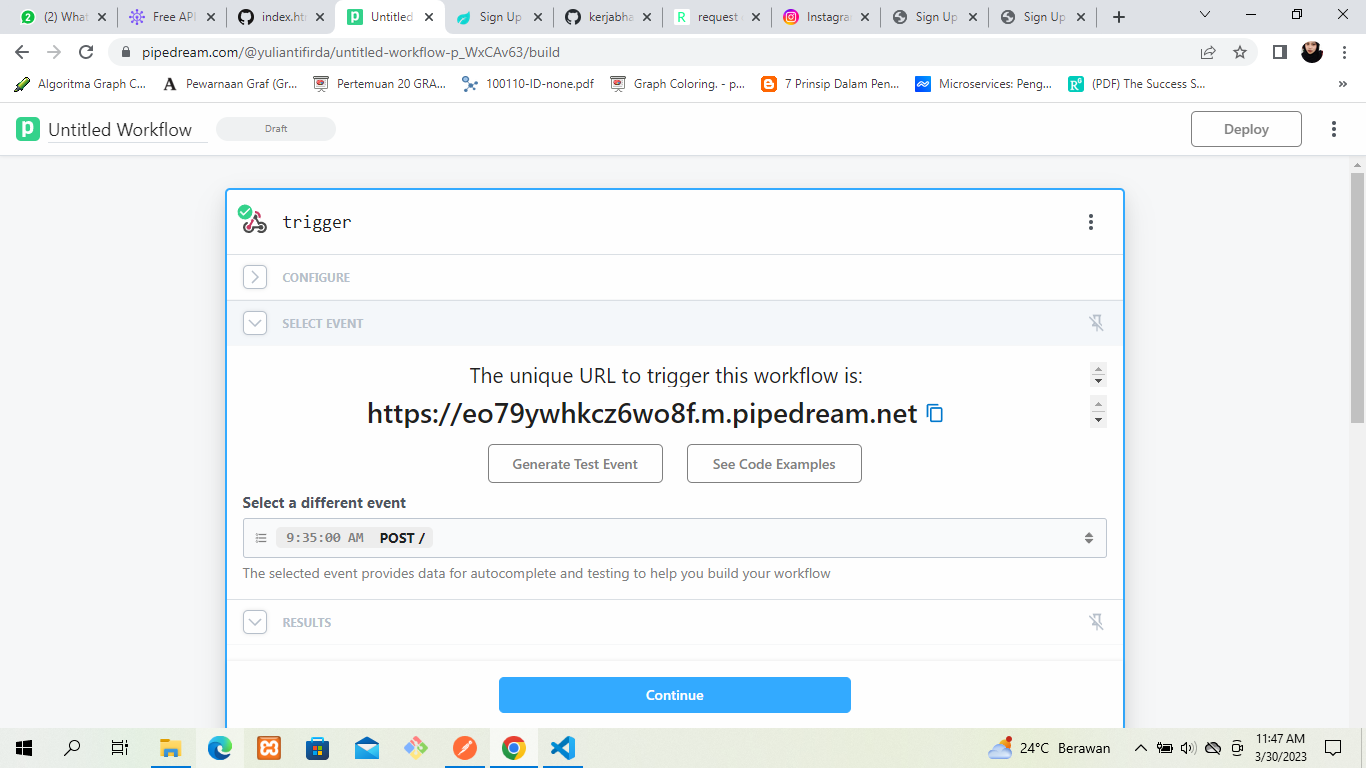 (2) What
Free API
index.ht
Untitled
Sign Up
kerjabha
request
Instagra
Sign Up
Sign Up
pipedream.com/@yuliantifirda/untitled-workflow-p_WxCAv63/build
Algoritma Graph C...
Pewarnaan Graf (Gr...
Pertemuan 20 GRA...
100110-ID-none.pdf
Graph Coloring. - p...
7 Prinsip Dalam Pen...
Microservices: Peng...
(PDF) The Success S...
»
Untitled Workflow
Draft
Deploy
trigger
CONFIGURE
SELECT EVENT
The unique URL to trigger this workflow is:
https://eo79ywhkcz6wo8f.m.pipedream.net
Generate Test Event
See Code Examples
Select a different event
9:35:00 AM POST /
The selected event provides data for autocomplete and testing to help you build your workflow
RESULTS
Continue
24°C Berawan
11:47 AM
3/30/2023